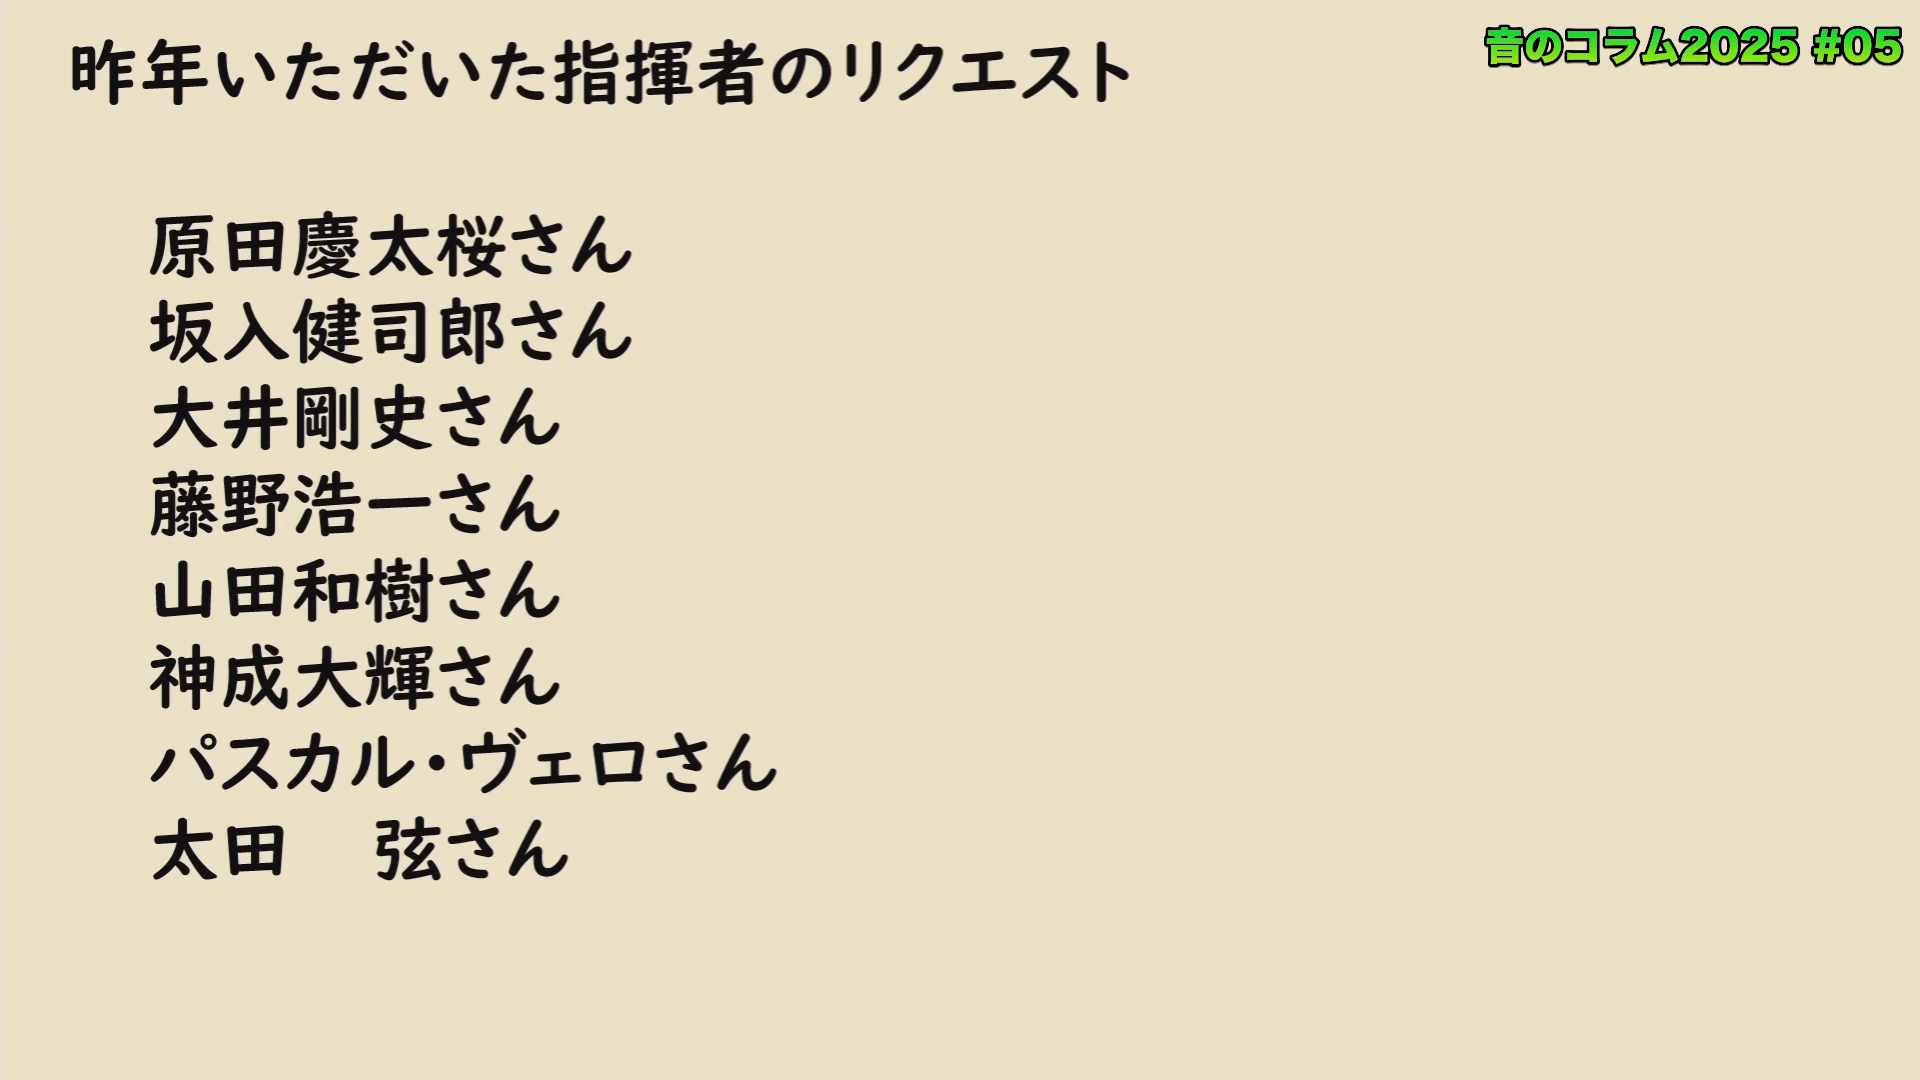 昨年いただいた指揮者のリクエスト
音のコラム2025 #05
原田慶太桜さん
坂入健司郎さん
大井剛史さん
藤野浩一さん
山田和樹さん
神成大輝さん
パスカル・ヴェロさん
太田　弦さん